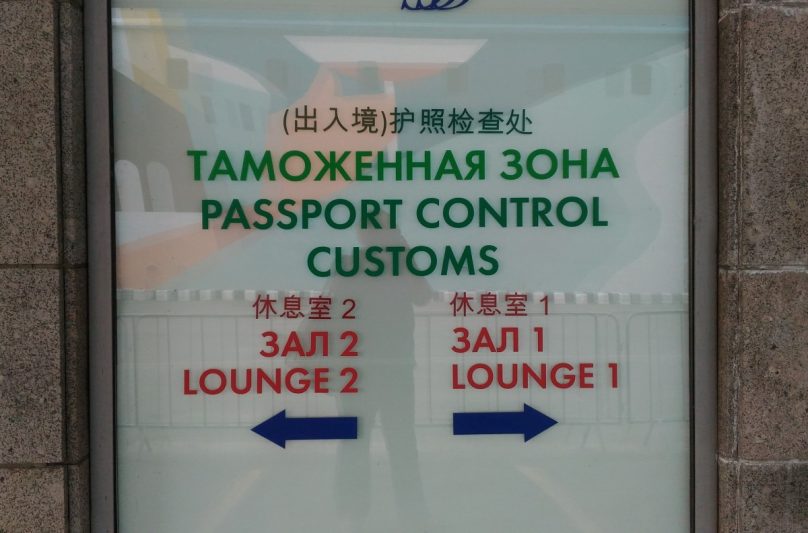 (出入境)护照检查处
ТАМОЖЕННАЯ ЗОНА
PASSPORT CONTROL
CUSTOMS
休息室 2
ЗАЛ 2
LOUNGE 2
休息室 1
ЗАЛ 1
LOUNGE 1